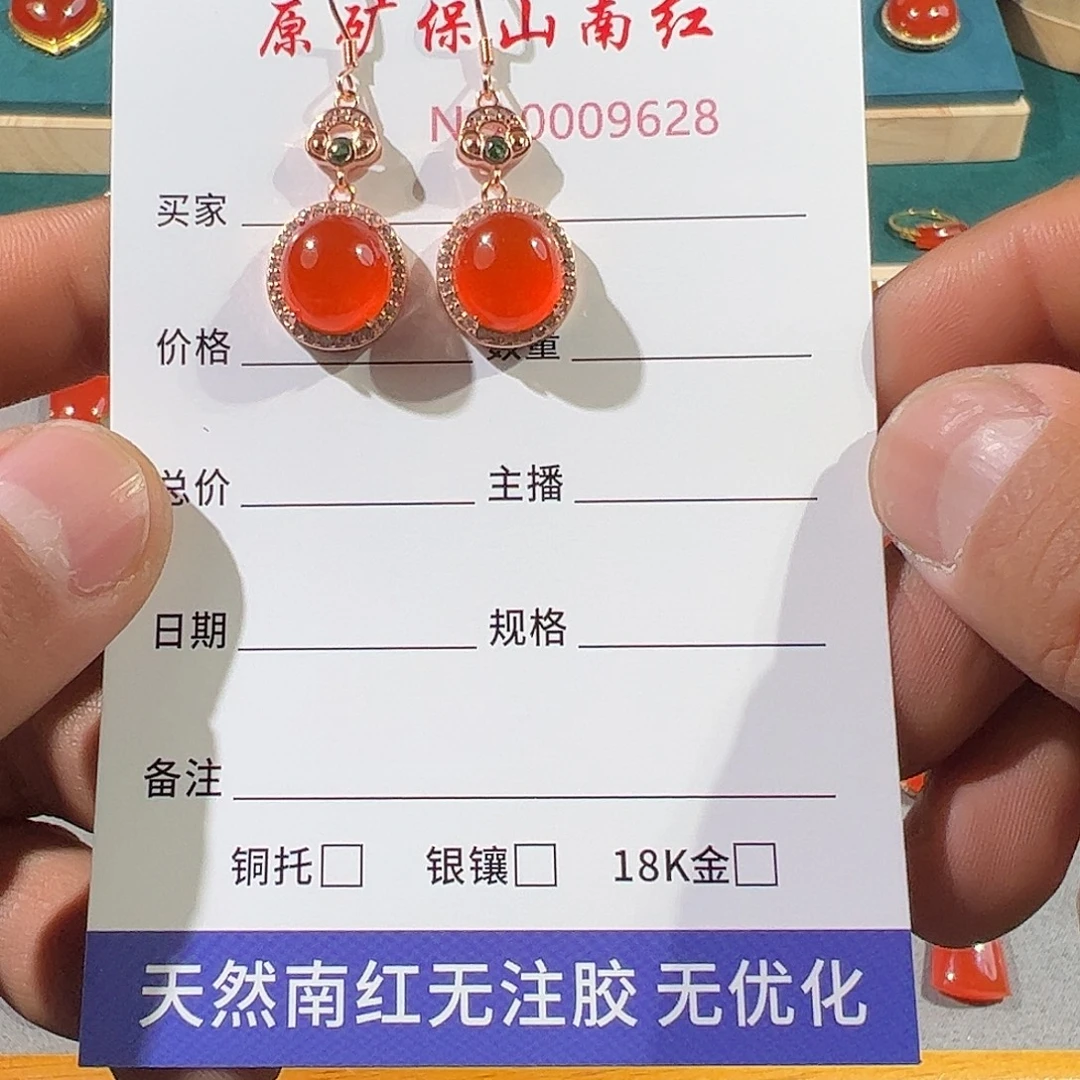 原矿保山南红
N 0009628
买家
价格 数量
总价 主播
日期 规格
备注
铜托 银镶 18K金
天然南红无注胶 无优化